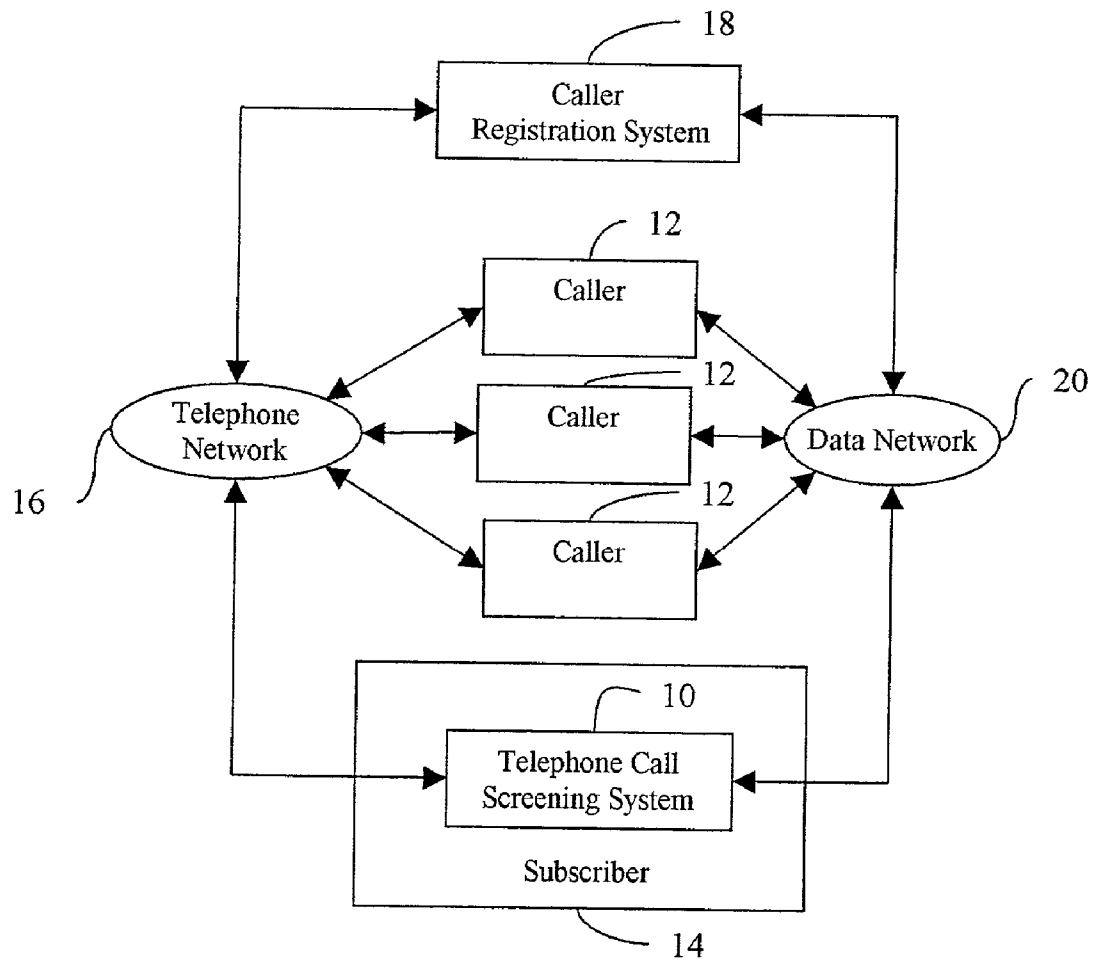 18
Caller
Registration System
12
Caller
12
Caller
20
Telephone
Network
Data Network
16
12
Caller
10
Telephone Call
Screening System
Subscriber
14